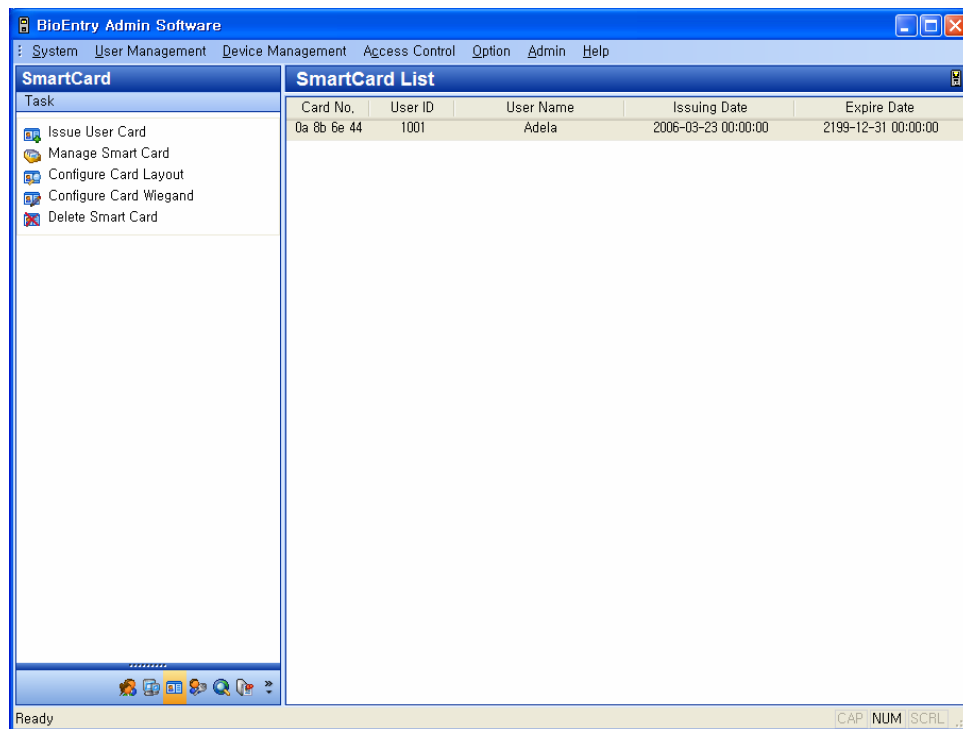 BioEntry Admin Software
System User Management Device Management Access Control Option Admin Help
SmartCard
SmartCard List
Task
Card No. User ID User Name Issuing Date Expire Date
0a 8b 6e 44 1001 Adela 2006-03-23 00:00:00 2199-12-31 00:00:00
Issue User Card
Manage Smart Card
Configure Card Layout
Configure Card Wiegand
Delete Smart Card
Ready CAP NUM SCRL